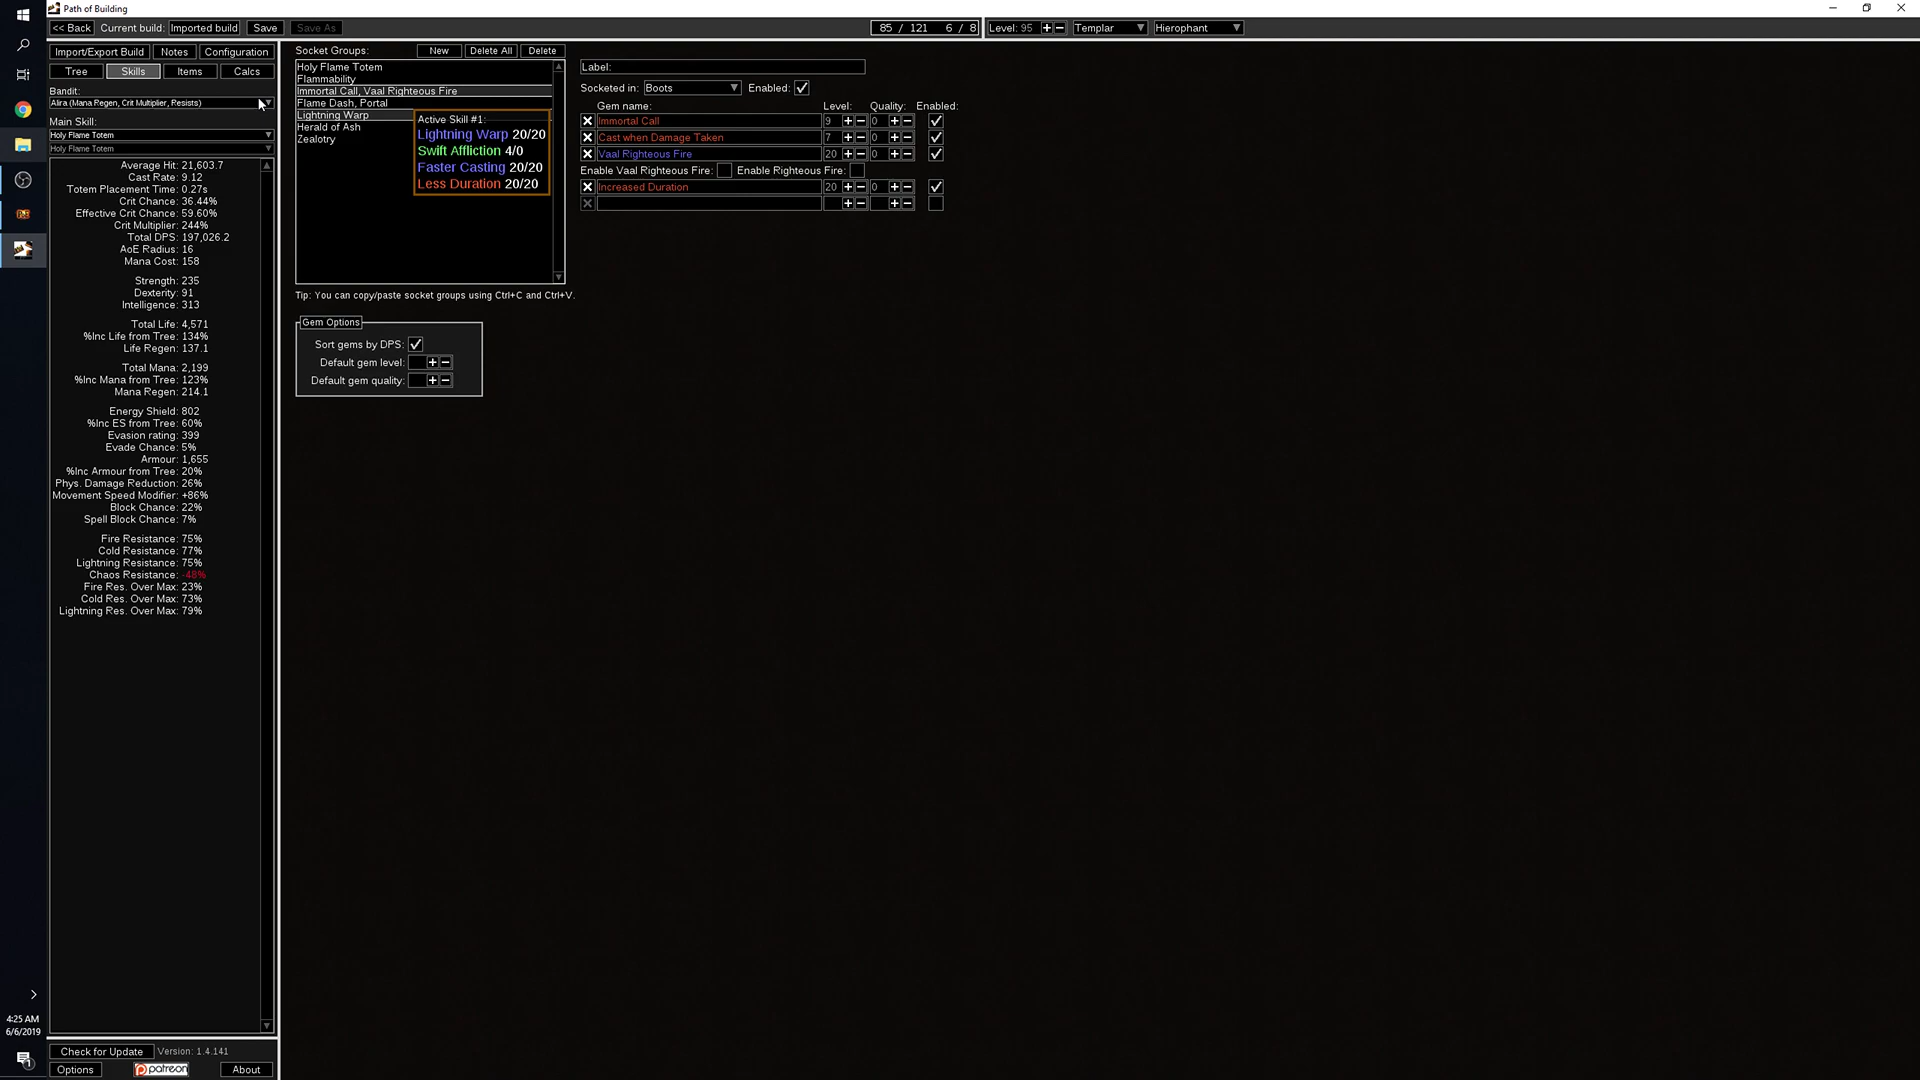 Path of Building
<< Back Current build: Imported build Save Save As 85 / 121 6 / 8 Level: 95 + − Templar Hierophant
Import/Export Build Notes Configuration
Tree Skills Items Calcs
Bandit:
Alira (Mana Regen, Crit Multiplier, Resists)
Main Skill:
Holy Flame Totem
Holy Flame Totem
Average Hit: 21,603.7
Cast Rate: 9.12
Totem Placement Time: 0.27s
Crit Chance: 36.44%
Effective Crit Chance: 59.60%
Crit Multiplier: 244%
Total DPS: 197,026.2
AoE Radius: 16
Mana Cost: 158
Strength: 235
Dexterity: 91
Intelligence: 313
Total Life: 4,571
%Inc Life from Tree: 134%
Life Regen: 137.1
Total Mana: 2,199
%Inc Mana from Tree: 123%
Mana Regen: 214.1
Energy Shield: 802
%Inc ES from Tree: 60%
Evasion rating: 399
Evade Chance: 5%
Armour: 1,655
%Inc Armour from Tree: 20%
Phys. Damage Reduction: 26%
Movement Speed Modifier: +86%
Block Chance: 22%
Spell Block Chance: 7%
Fire Resistance: 75%
Cold Resistance: 77%
Lightning Resistance: 75%
Chaos Resistance: -48%
Fire Res. Over Max: 23%
Cold Res. Over Max: 73%
Lightning Res. Over Max: 79%
Check for Update Version: 1.4.141
Options patreon About
Socket Groups: New Delete All Delete
Holy Flame Totem
Flammability
Immortal Call, Vaal Righteous Fire
Flame Dash, Portal
Lightning Warp
Herald of Ash
Zealotry
Active Skill #1:
Lightning Warp 20/20
Swift Affliction 4/0
Faster Casting 20/20
Less Duration 20/20
Tip: You can copy/paste socket groups using Ctrl+C and Ctrl+V.
Gem Options
Sort gems by DPS:
Default gem level: + −
Default gem quality: + −
Label:
Socketed in: Boots Enabled:
Gem name: Level: Quality: Enabled:
Immortal Call 9 + − 0 + −
Cast when Damage Taken 7 + − 0 + −
Vaal Righteous Fire 20 + − 0 + −
Enable Vaal Righteous Fire: Enable Righteous Fire:
Increased Duration 20 + − 0 + −
+ − + −
4:25 AM
6/6/2019
1